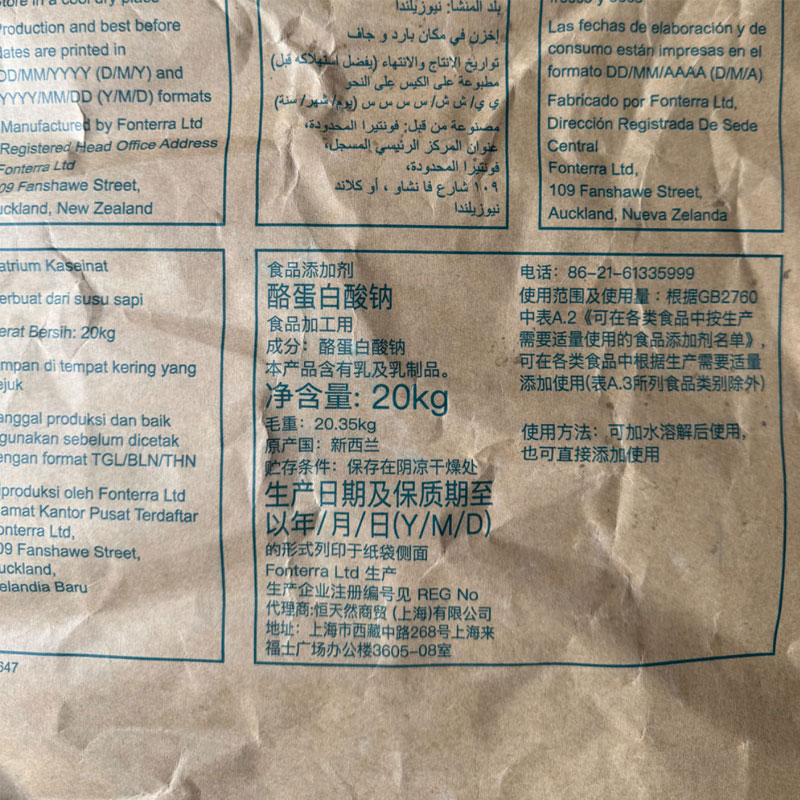 Store in a cool dry place
Production and best before
dates are printed in
DD/MM/YYYY (D/M/Y) and
YYYY/MM/DD (Y/M/D) formats
Manufactured by Fonterra Ltd
Registered Head Office Address
Fonterra Ltd
109 Fanshawe Street,
Auckland, New Zealand
بلد المنشأ: نيوزيلندا
إخزن في مكان بارد و جاف
تواريخ الانتاج والانتهاء (يفضل استهلاكه قبل)
مطبوعة على الكيس على النحو
ي ي/ ش ش/ س س س س (يوم/ شهر/ سنة)
مصنوعة من قبل: فونتيرا المحدودة،
عنوان المركز الرئيسي المسجل،
فونتيرا المحدودة،
١٠٩ شارع فا نشاو ، أو كلاند
نيوزيلندا
fresco y seco
Las fechas de elaboración y de
consumo están impresas en el
formato DD/MM/AAAA (D/M/A)
Fabricado por Fonterra Ltd,
Dirección Registrada De Sede
Central
Fonterra Ltd,
109 Fanshawe Street,
Auckland, Nueva Zelanda
atrium Kaseinat
erbuat dari susu sapi
erat Bersih: 20kg
mpan di tempat kering yang
ejuk
anggal produksi dan baik
gunakan sebelum dicetak
engan format TGL/BLN/THN
iproduksi oleh Fonterra Ltd
amat Kantor Pusat Terdaftar
onterra Ltd,
09 Fanshawe Street,
uckland,
elandia Baru
647
食品添加剂
酪蛋白酸钠
食品加工用
成分：酪蛋白酸钠
本产品含有乳及乳制品。
净含量: 20kg
毛重：20.35kg
原产国：新西兰
贮存条件：保存在阴凉干燥处
生产日期及保质期至
以年/月/日(Y/M/D)
的形式列印于纸袋侧面
Fonterra Ltd 生产
生产企业注册编号见 REG No
代理商:恒天然商贸 (上海)有限公司
地址：上海市西藏中路268号上海来
福士广场办公楼3605-08室
电话：86-21-61335999
使用范围及使用量：根据GB2760
中表A.2《可在各类食品中按生产
需要适量使用的食品添加剂名单》，
可在各类食品中根据生产需要适量
添加使用(表A.3所列食品类别除外)
使用方法：可加水溶解后使用，
也可直接添加使用